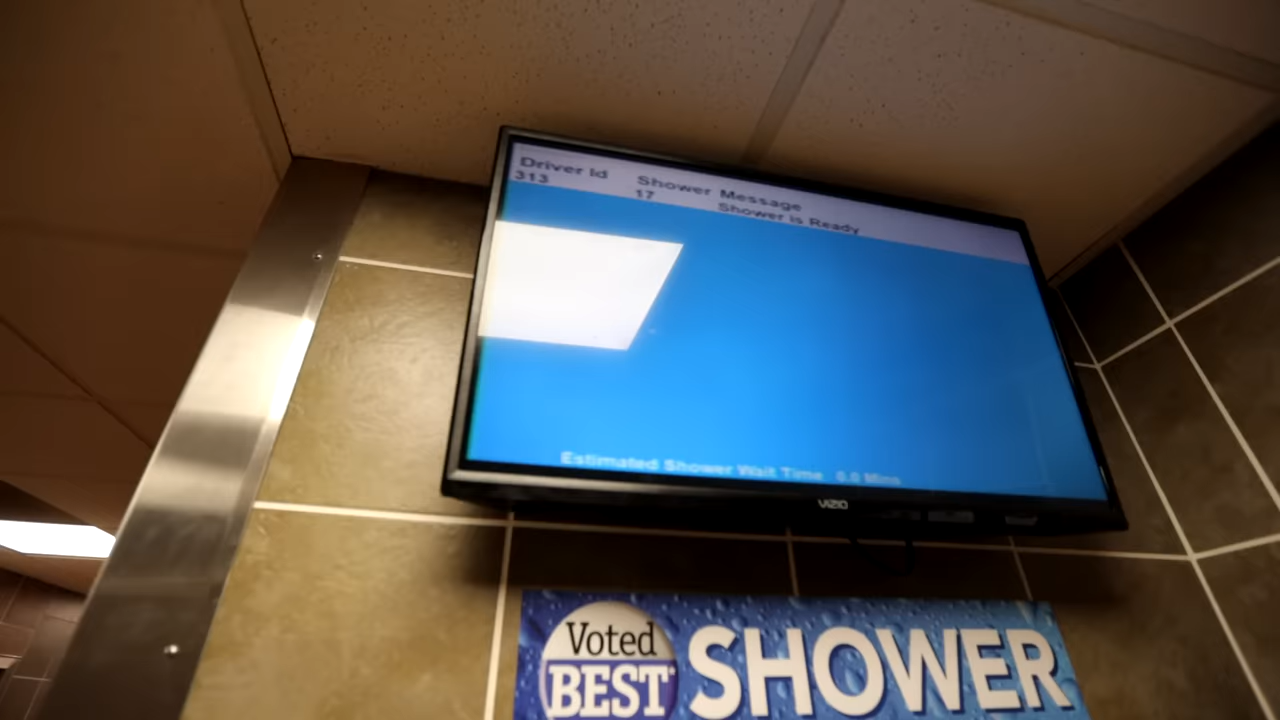 Driver Id Shower Message
313 17 Shower is Ready
Estimated Shower Wait Time 0.0 Mins
VIZIO
Voted
BEST*
SHOWER